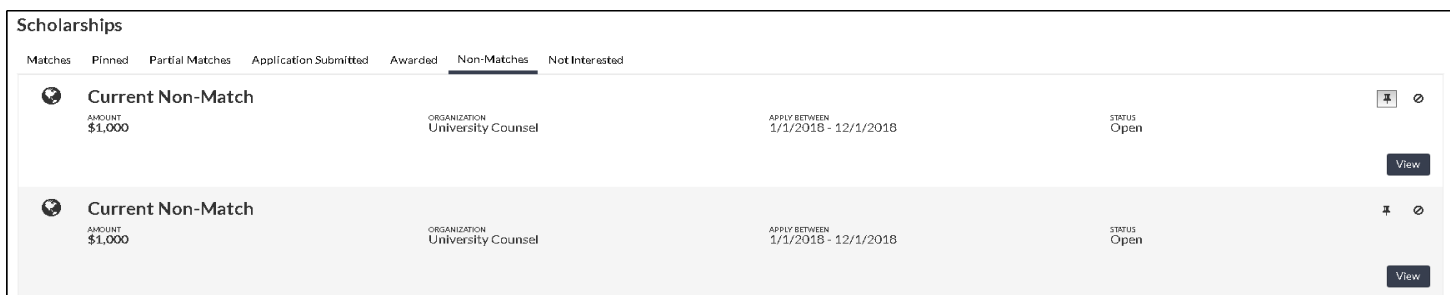 Scholarships
Matches Pinned Partial Matches Application Submitted Awarded Non-Matches Not Interested
Current Non-Match
AMOUNT ORGANIZATION APPLY BETWEEN STATUS
$1,000 University Counsel 1/1/2018 - 12/1/2018 Open
View
Current Non-Match
AMOUNT ORGANIZATION APPLY BETWEEN STATUS
$1,000 University Counsel 1/1/2018 - 12/1/2018 Open
View